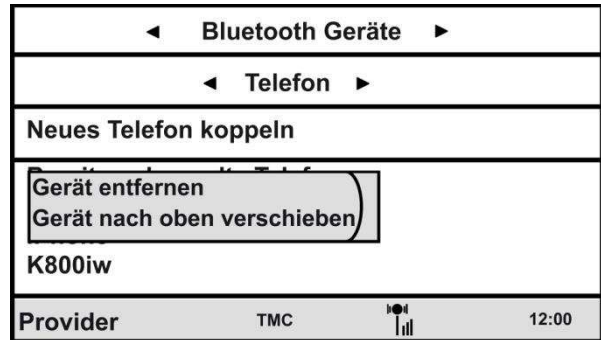 Bluetooth Geräte
Telefon
Neues Telefon koppeln
Gerät entfernen
Gerät nach oben verschieben
K800iw
Provider TMC 12:00